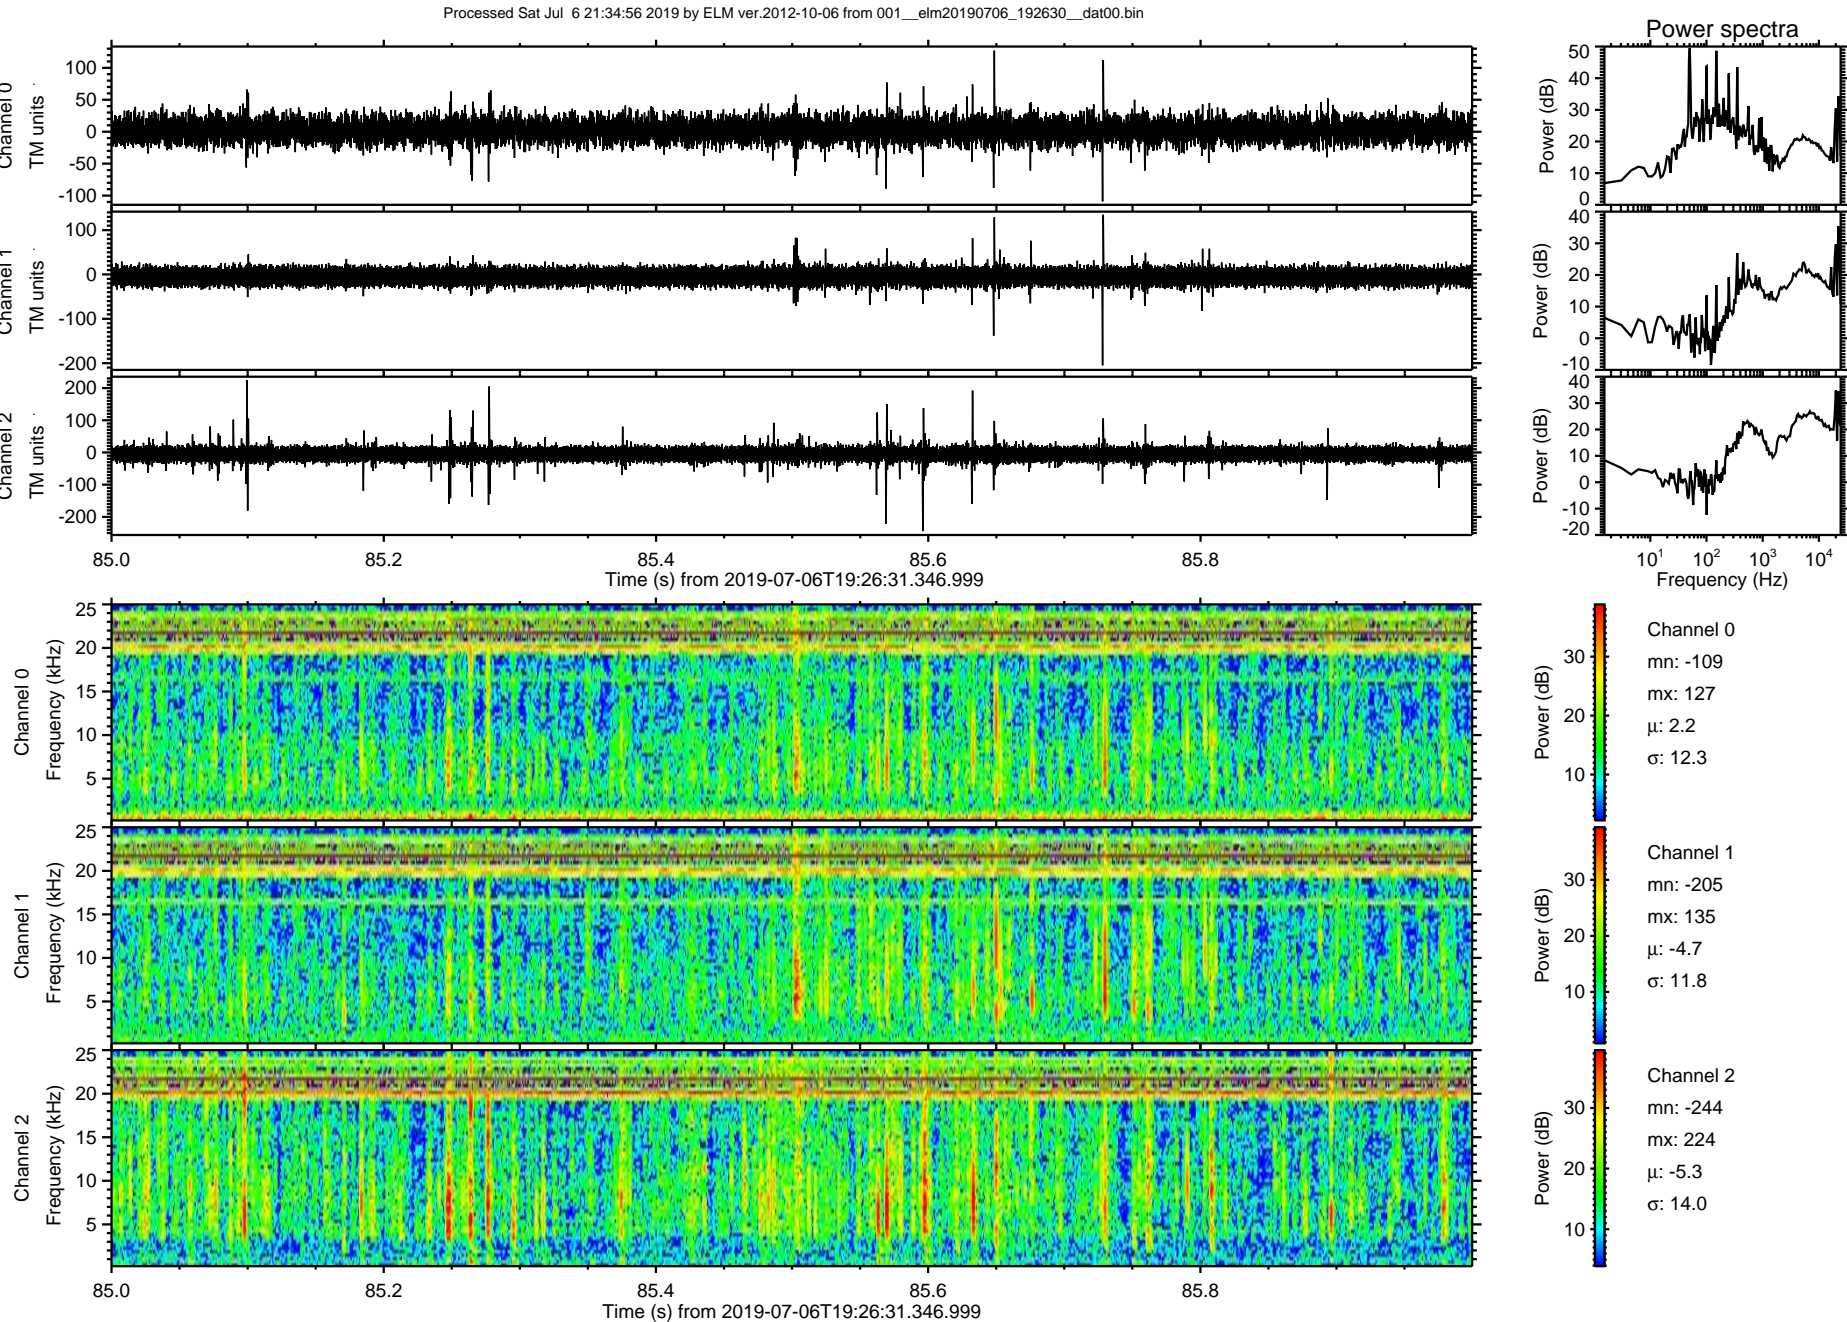 Processed Sat Jul  6 21:34:56 2019 by ELM ver.2012-10-06 from 001__elm20190706_192630__dat00.bin
Power spectra
Channel 0
TM units
100
50
0
-50
-100
Power (dB)
50
40
30
20
10
0
Channel 1
TM units
100
0
-100
-200
Power (dB)
40
30
20
10
0
-10
Channel 2
TM units
200
100
0
-100
-200
Power (dB)
40
30
20
10
0
-10
-20
85.0 85.2 85.4 85.6 85.8
Time (s) from 2019-07-06T19:26:31.346.999
10^1 10^2 10^3 10^4
Frequency (Hz)
Channel 0
Frequency (kHz)
25
20
15
10
5
Power (dB)
30
20
10
Channel 0
mn: -109
mx: 127
μ: 2.2
σ: 12.3
Channel 1
Frequency (kHz)
25
20
15
10
5
Power (dB)
30
20
10
Channel 1
mn: -205
mx: 135
μ: -4.7
σ: 11.8
Channel 2
Frequency (kHz)
25
20
15
10
5
Power (dB)
30
20
10
Channel 2
mn: -244
mx: 224
μ: -5.3
σ: 14.0
85.0 85.2 85.4 85.6 85.8
Time (s) from 2019-07-06T19:26:31.346.999